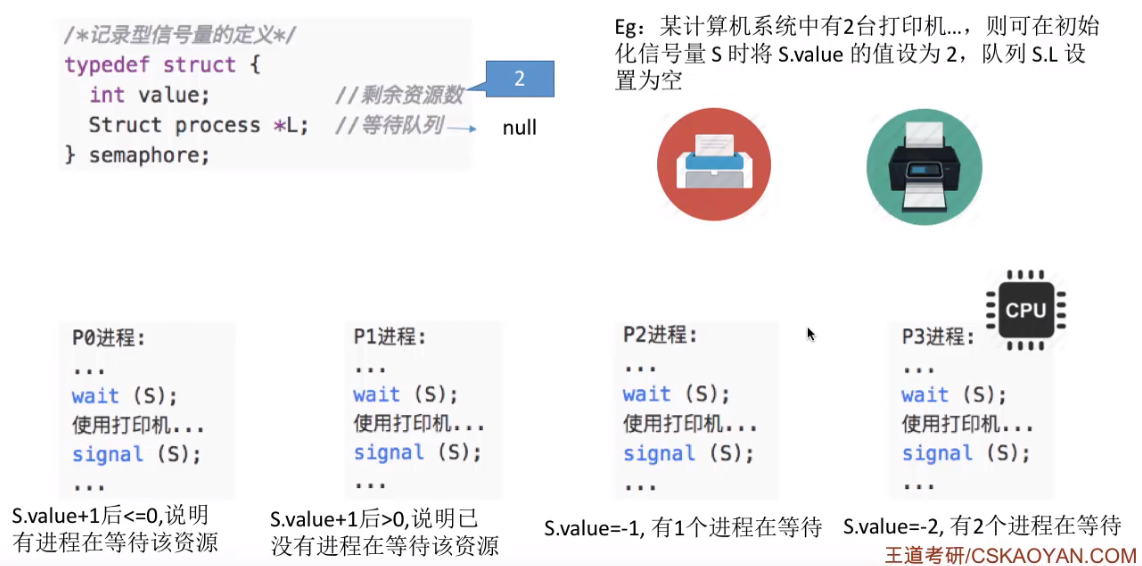 /*记录型信号量的定义*/
typedef struct {
int value; //剩余资源数
Struct process *L; //等待队列
} semaphore;
2
null
Eg：某计算机系统中有2台打印机...，则可在初始
化信号量 S 时将 S.value 的值设为 2，队列 S.L 设
置为空
CPU
P0进程:
...
wait (S);
使用打印机...
signal (S);
...
P1进程:
...
wait (S);
使用打印机...
signal (S);
...
P2进程:
...
wait (S);
使用打印机...
signal (S);
...
P3进程:
...
wait (S);
使用打印机...
signal (S);
...
S.value+1后<=0,说明
有进程在等待该资源
S.value+1后>0,说明已
没有进程在等待该资源
S.value=-1, 有1个进程在等待
S.value=-2, 有2个进程在等待
王道考研/CSKAOYAN.COM